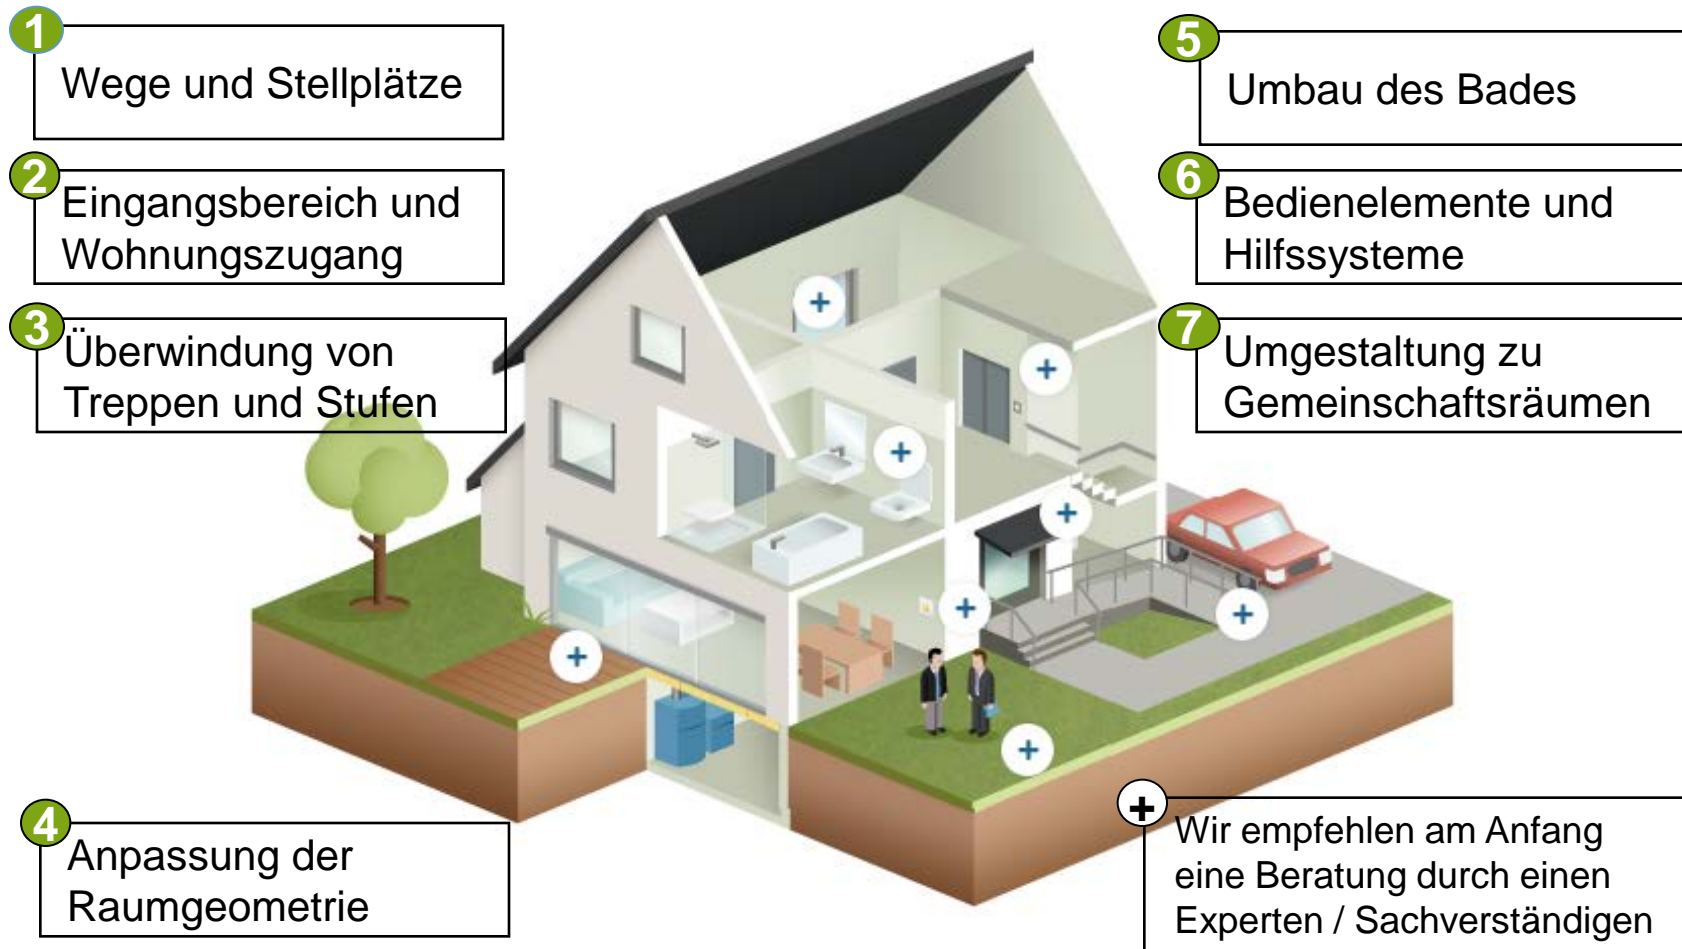 1
Wege und Stellplätze
2
Eingangsbereich und
Wohnungszugang
3
Überwindung von
Treppen und Stufen
4
Anpassung der
Raumgeometrie
5
Umbau des Bades
6
Bedienelemente und
Hilfssysteme
7
Umgestaltung zu
Gemeinschaftsräumen
+
Wir empfehlen am Anfang
eine Beratung durch einen
Experten / Sachverständigen